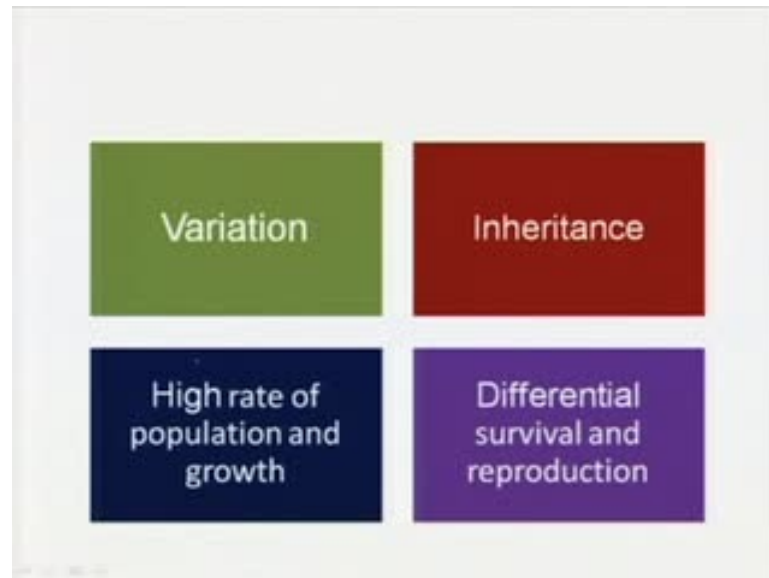 Variation
Inheritance
High rate of
population and
growth
Differential
survival and
reproduction